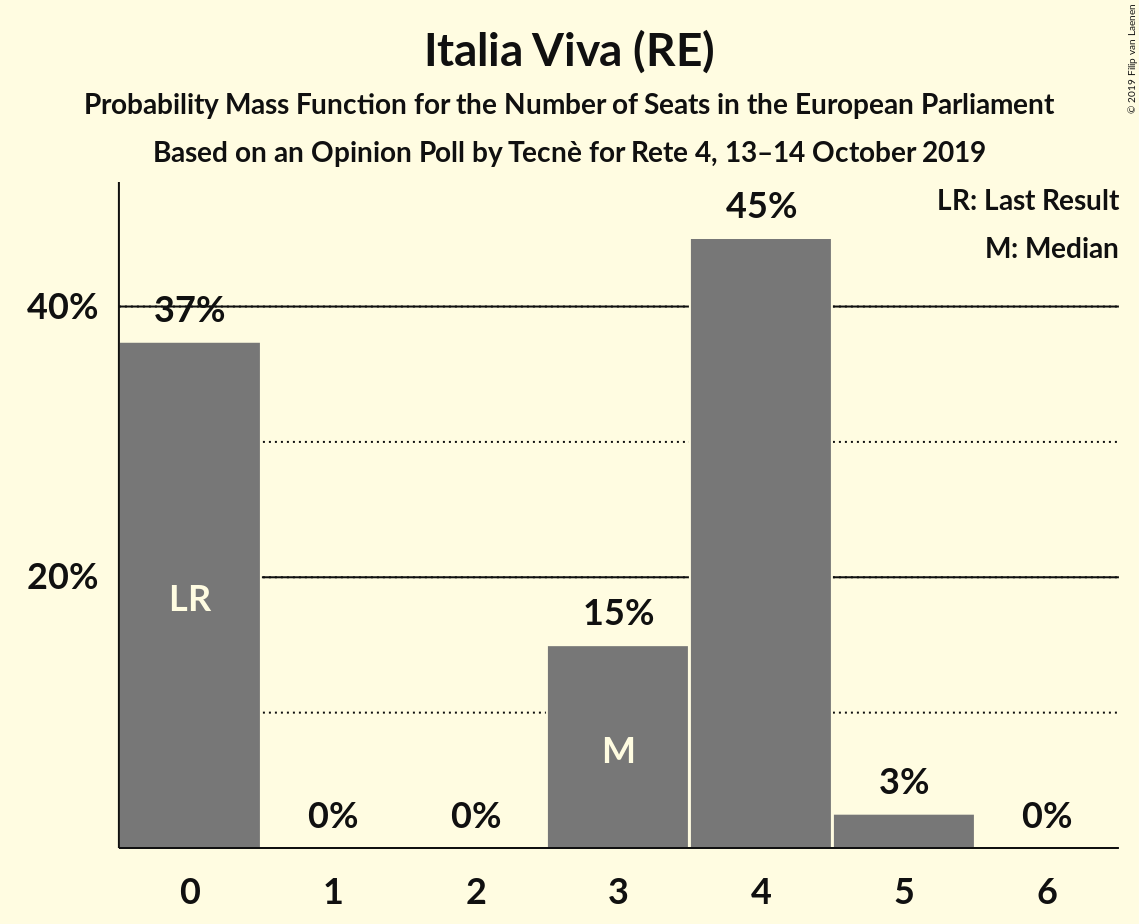 Italia Viva (RE)
Probability Mass Function for the Number of Seats in the European Parliament
Based on an Opinion Poll by Tecnè for Rete 4, 13–14 October 2019
© 2019 Filip van Laenen
LR: Last Result
M: Median
45%
40%
37%
20%
LR
15%
M
3%
0%
0%
0%
0
1
2
3
4
5
6